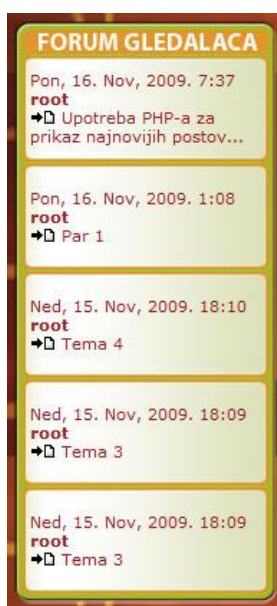 FORUM GLEDALACA
Pon, 16. Nov, 2009. 7:37
root
Upotreba PHP-a za
prikaz najnovijih postov...
Pon, 16. Nov, 2009. 1:08
root
Par 1
Ned, 15. Nov, 2009. 18:10
root
Tema 4
Ned, 15. Nov, 2009. 18:09
root
Tema 3
Ned, 15. Nov, 2009. 18:09
root
Tema 3